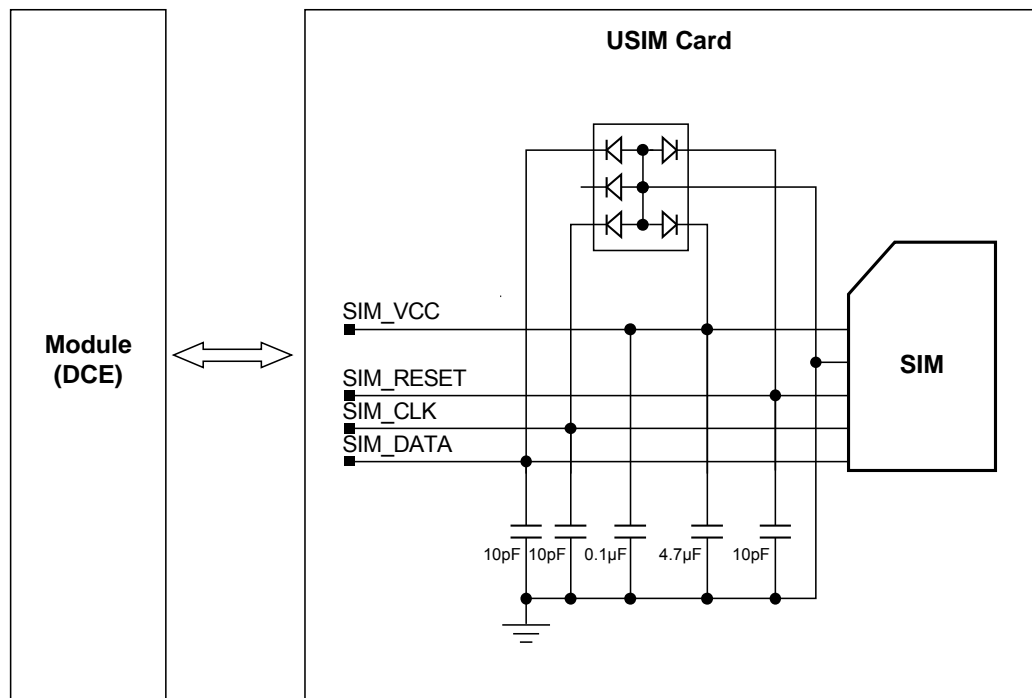 USIM Card
Module
(DCE)
SIM_VCC
SIM_RESET
SIM_CLK
SIM_DATA
SIM
10pF 10pF 0.1µF 4.7µF 10pF